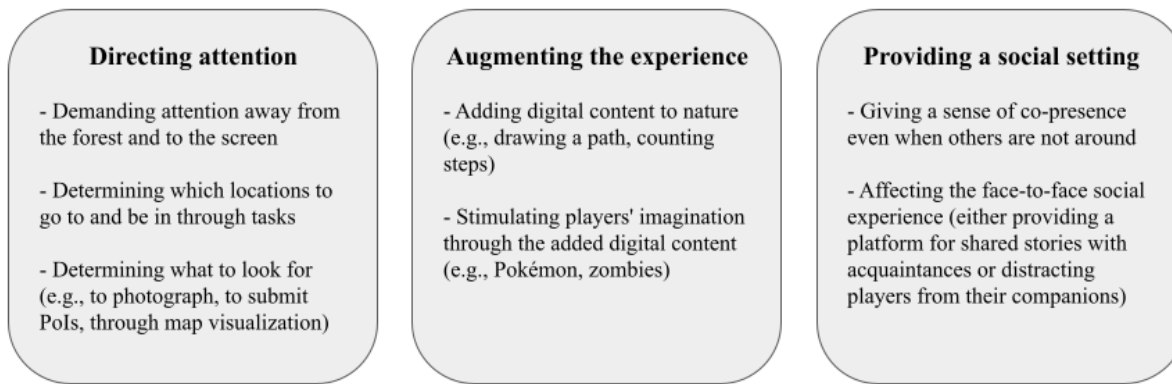 Directing attention
- Demanding attention away from
the forest and to the screen
- Determining which locations to
go to and be in through tasks
- Determining what to look for
(e.g., to photograph, to submit
PoIs, through map visualization)
Augmenting the experience
- Adding digital content to nature
(e.g., drawing a path, counting
steps)
- Stimulating players' imagination
through the added digital content
(e.g., Pokémon, zombies)
Providing a social setting
- Giving a sense of co-presence
even when others are not around
- Affecting the face-to-face social
experience (either providing a
platform for shared stories with
acquaintances or distracting
players from their companions)